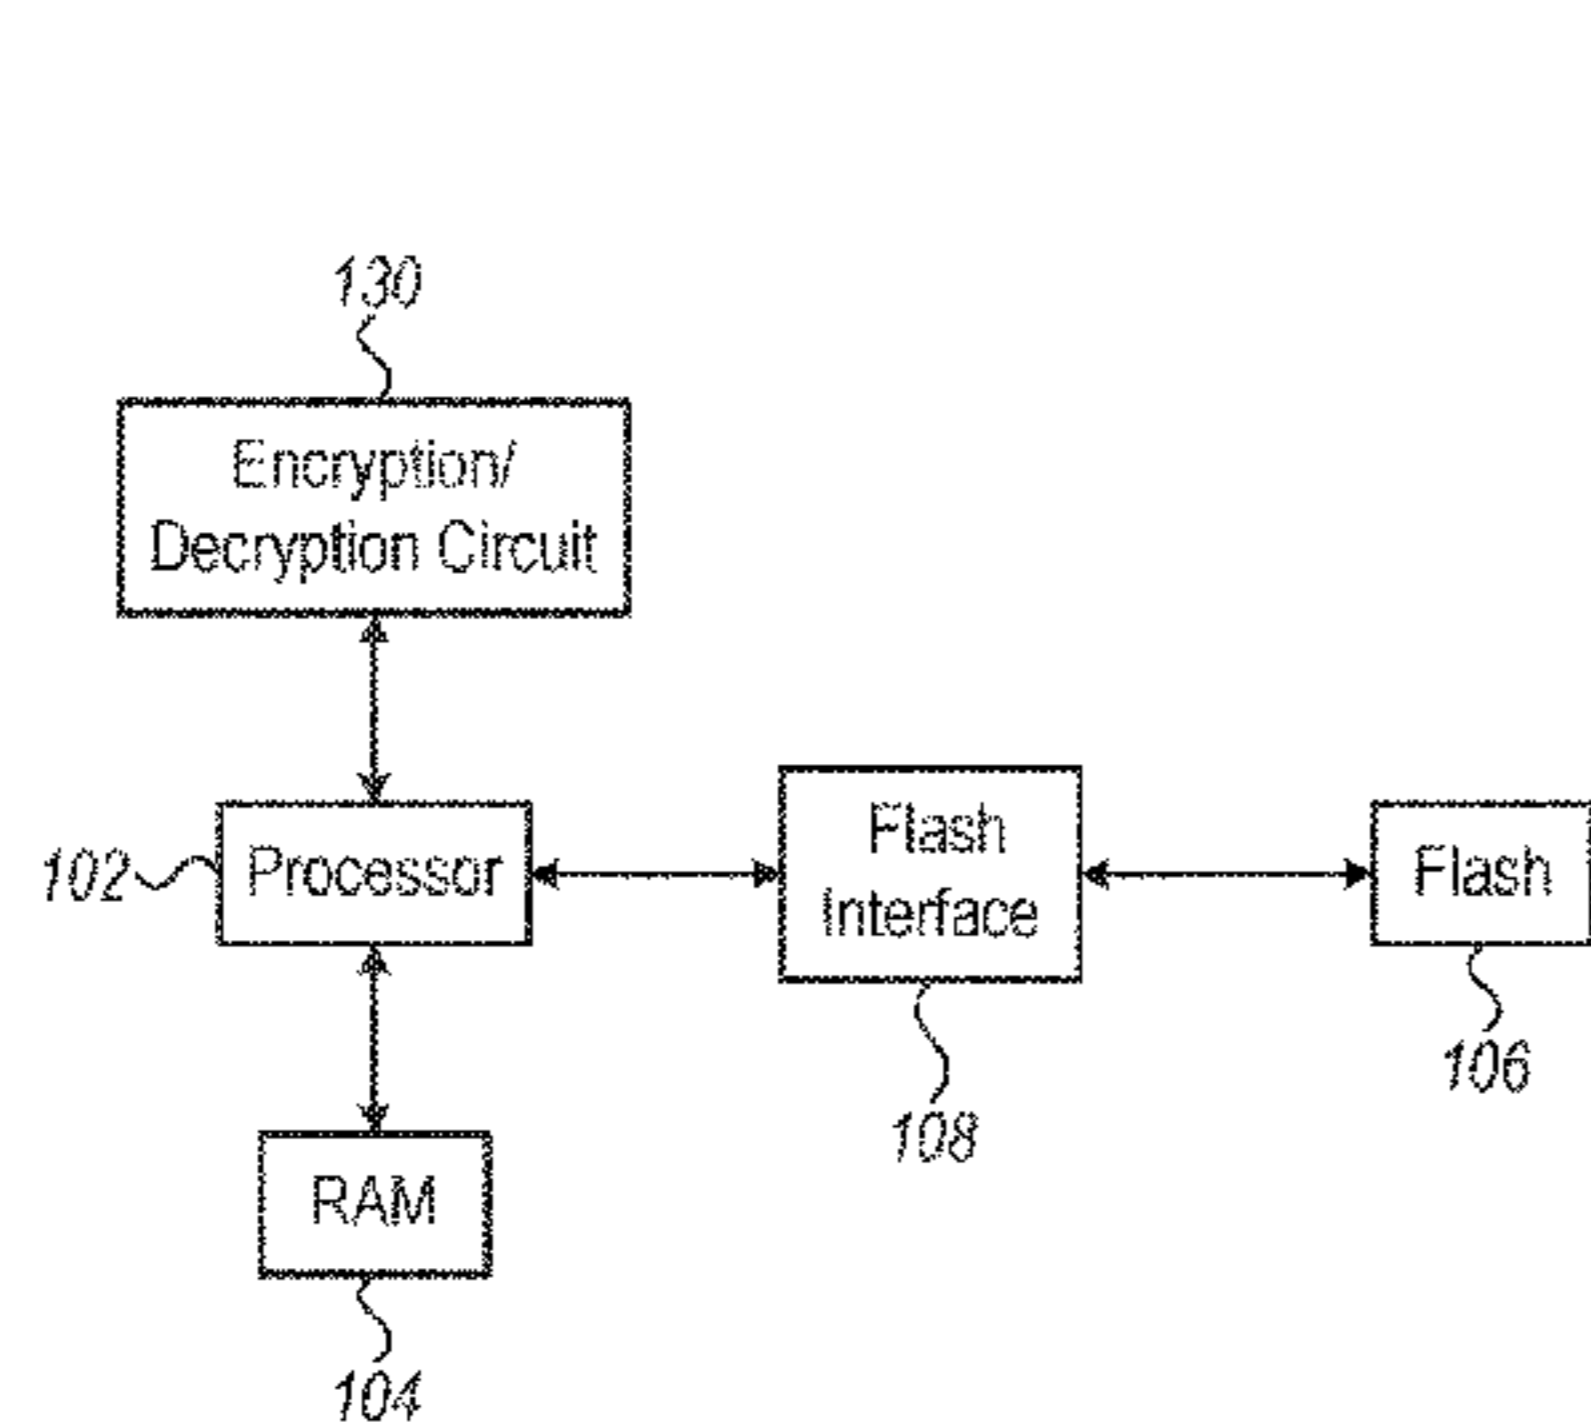 130
Encryption/
Decryption Circuit
102
Processor
Flash
Interface
Flash
106
108
RAM
104